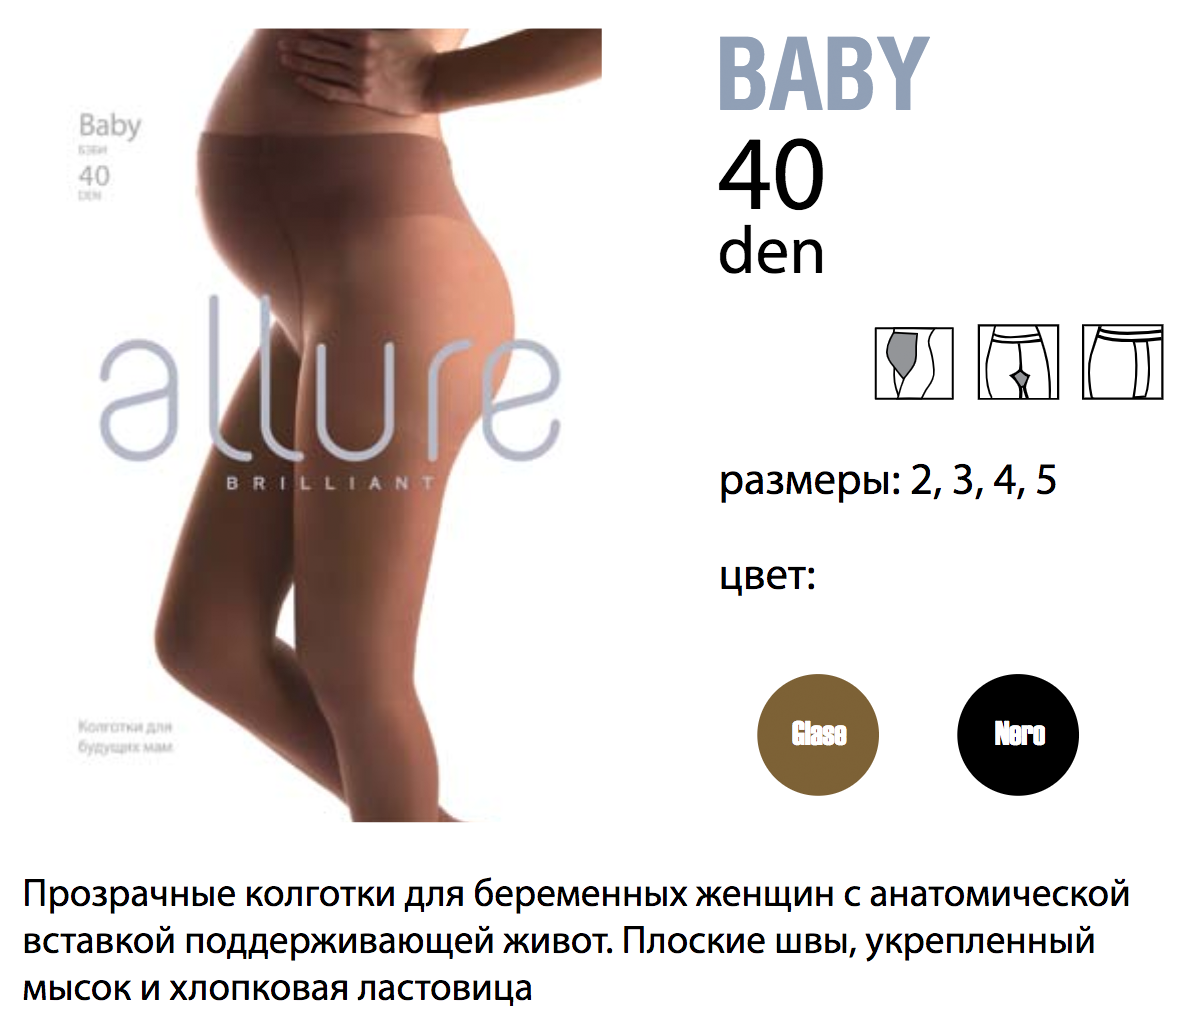 Baby
БЭБИ
40
DEN
allure
BRILLIANT
Колготки для
будущих мам
BABY
40
den
размеры: 2, 3, 4, 5
цвет:
Glase
Nero
Прозрачные колготки для беременных женщин с анатомической
вставкой поддерживающей живот. Плоские швы, укрепленный
мысок и хлопковая ластовица